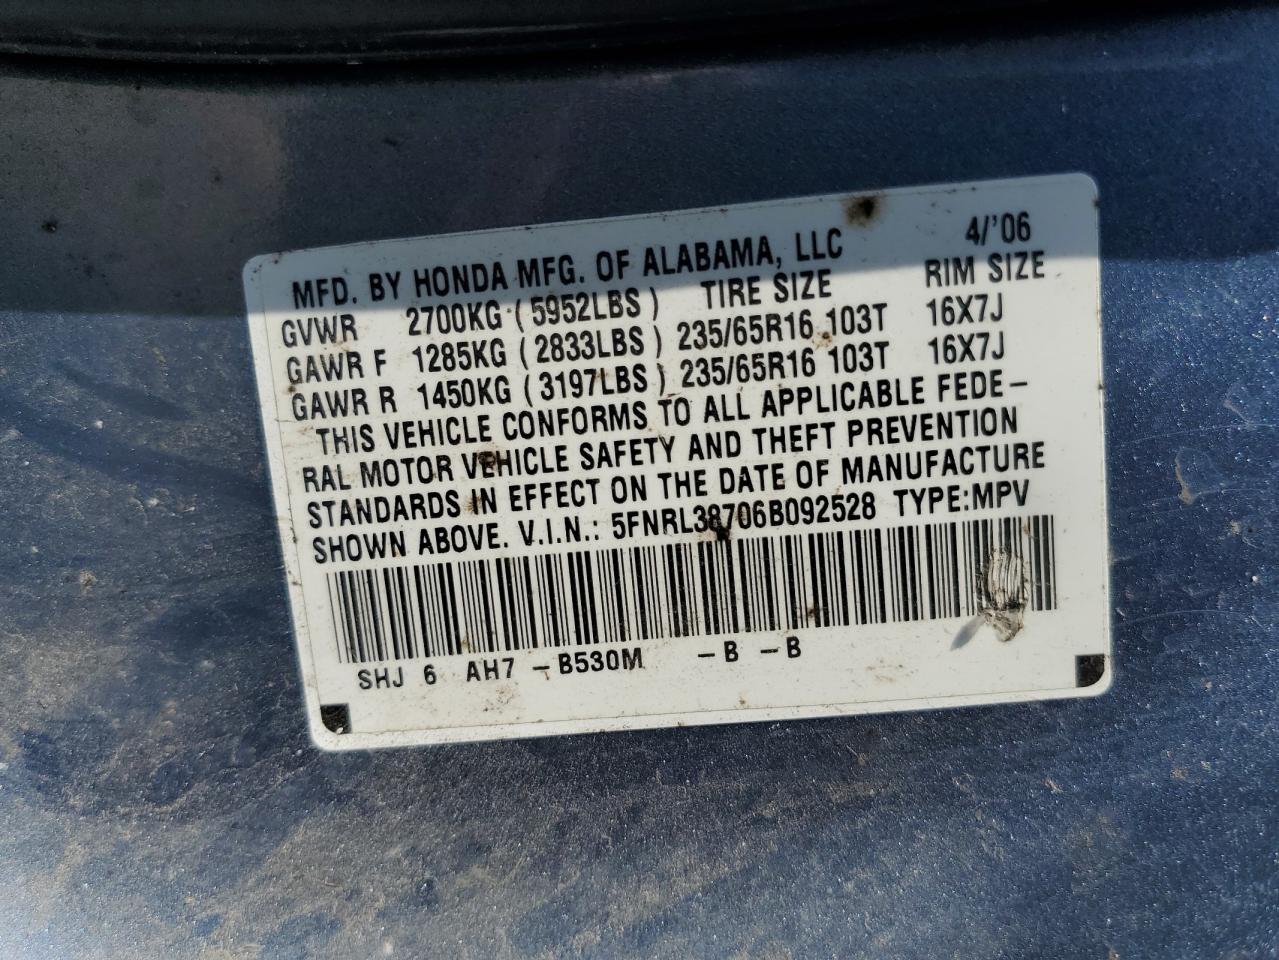 MFD. BY HONDA MFG. OF ALABAMA, LLC 4/'06
GVWR 2700KG ( 5952LBS ) TIRE SIZE RIM SIZE
GAWR F 1285KG ( 2833LBS ) 235/65R16 103T 16X7J
GAWR R 1450KG ( 3197LBS ) 235/65R16 103T 16X7J
THIS VEHICLE CONFORMS TO ALL APPLICABLE FEDE-
RAL MOTOR VEHICLE SAFETY AND THEFT PREVENTION
STANDARDS IN EFFECT ON THE DATE OF MANUFACTURE
SHOWN ABOVE. V.I.N.: 5FNRL38706B092528 TYPE:MPV
SHJ 6 AH7 -B530M -B -B